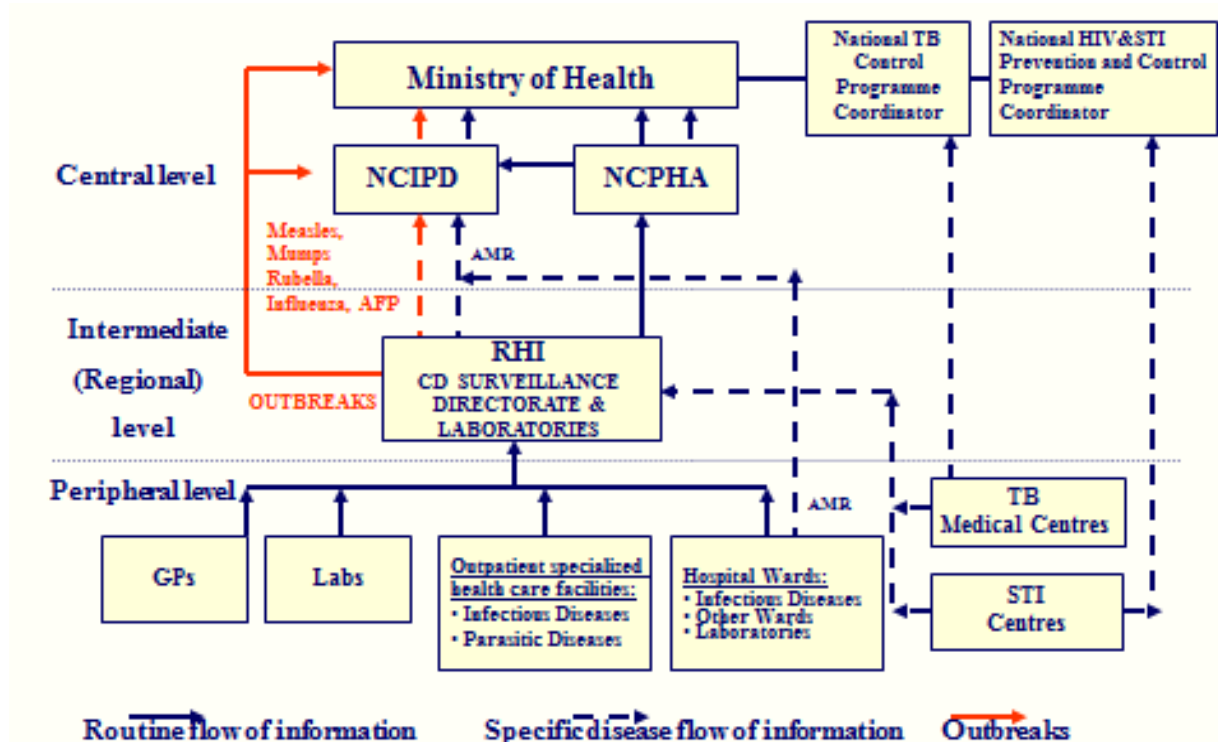 Ministry of Health
National TB
Control
Programme
Coordinator
National HIV&STI
Prevention and Control
Programme
Coordinator
Central level
NCIPD
NCPHA
Measles,
Mumps
Rubella,
Influenza, AFP
AMR
Intermediate
(Regional)
level
RHI
CD SURVEILLANCE
DIRECTORATE &
LABORATORIES
OUTBREAKS
Peripheral level
AMR
TB
Medical Centres
GPs
Labs
Outpatient specialized
health care facilities:
• Infectious Diseases
• Parasitic Diseases
Hospital Wards:
• Infectious Diseases
• Other Wards
• Laboratories
STI
Centres
Routine flow of information
Specific disease flow of information
Outbreaks